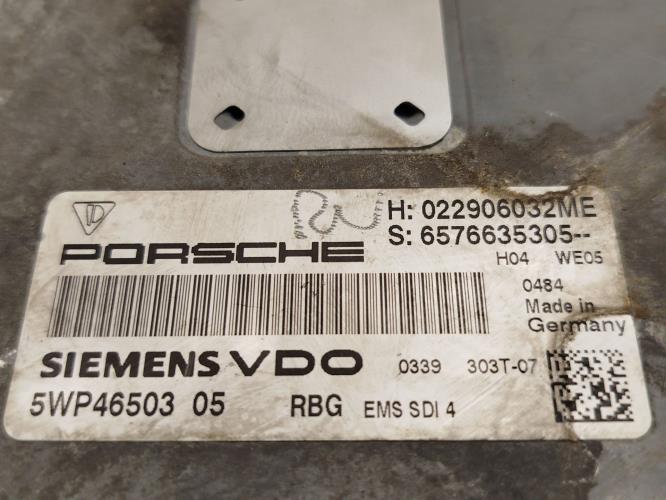 H: 022906032ME
PORSCHE
S: 6576635305--
H04 WE05
0484
Made in
Germany
SIEMENS VDO 0339 303T-07
5WP46503 05 RBG EMS SDI 4